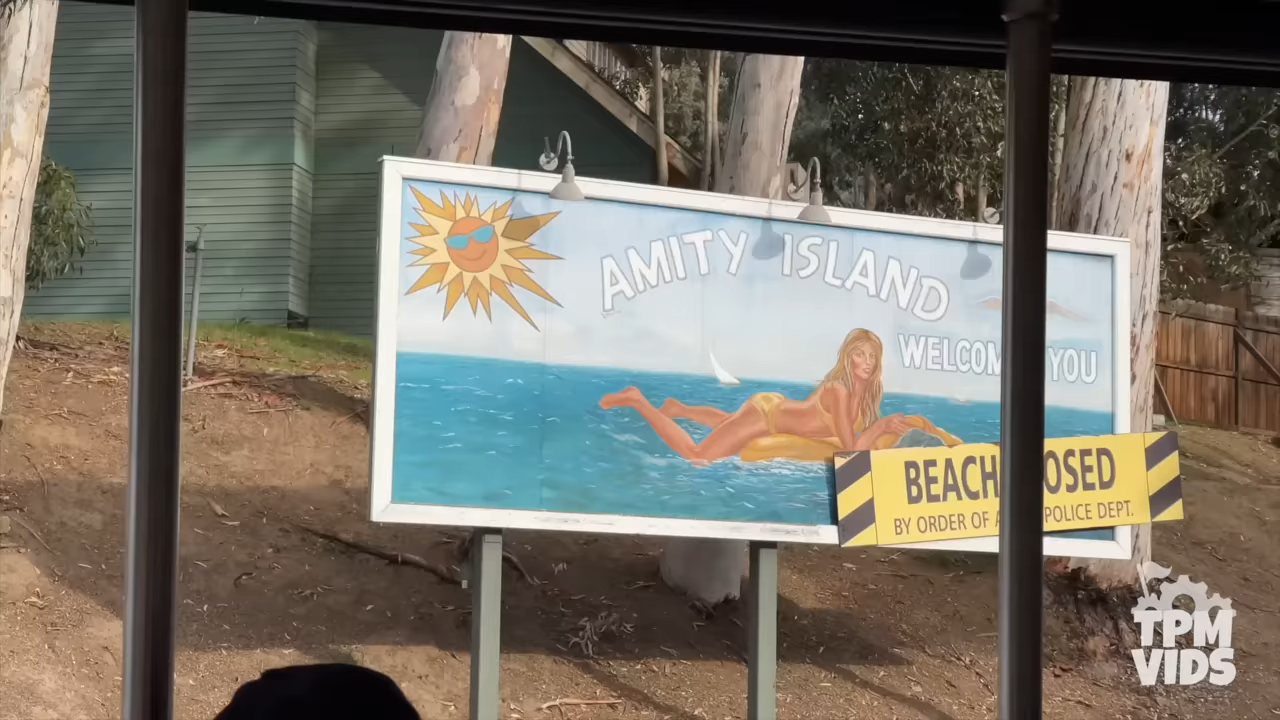 AMITY ISLAND
WELCOM YOU
BEACH OSED
BY ORDER OF A POLICE DEPT.
TPM
VIDS